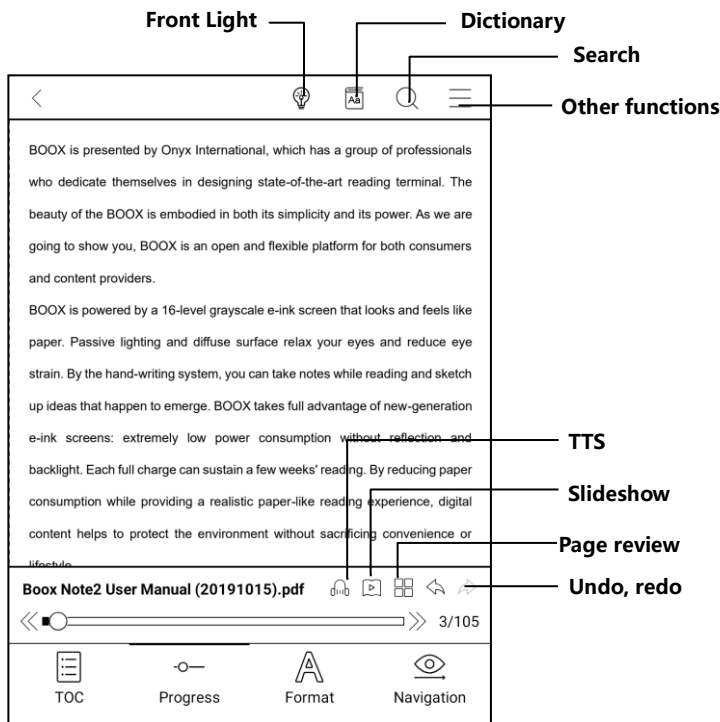 Front Light
Dictionary
Search
Other functions
Aa
BOOX is presented by Onyx International, which has a group of professionals
who dedicate themselves in designing state-of-the-art reading terminal. The
beauty of the BOOX is embodied in both its simplicity and its power. As we are
going to show you, BOOX is an open and flexible platform for both consumers
and content providers.
BOOX is powered by a 16-level grayscale e-ink screen that looks and feels like
paper. Passive lighting and diffuse surface relax your eyes and reduce eye
strain. By the hand-writing system, you can take notes while reading and sketch
up ideas that happen to emerge. BOOX takes full advantage of new-generation
e-ink screens: extremely low power consumption without reflection and
backlight. Each full charge can sustain a few weeks' reading. By reducing paper
consumption while providing a realistic paper-like reading experience, digital
content helps to protect the environment without sacrificing convenience or
lifestyle
TTS
Slideshow
Page review
Undo, redo
Boox Note2 User Manual (20191015).pdf
3/105
TOC
Progress
Format
Navigation